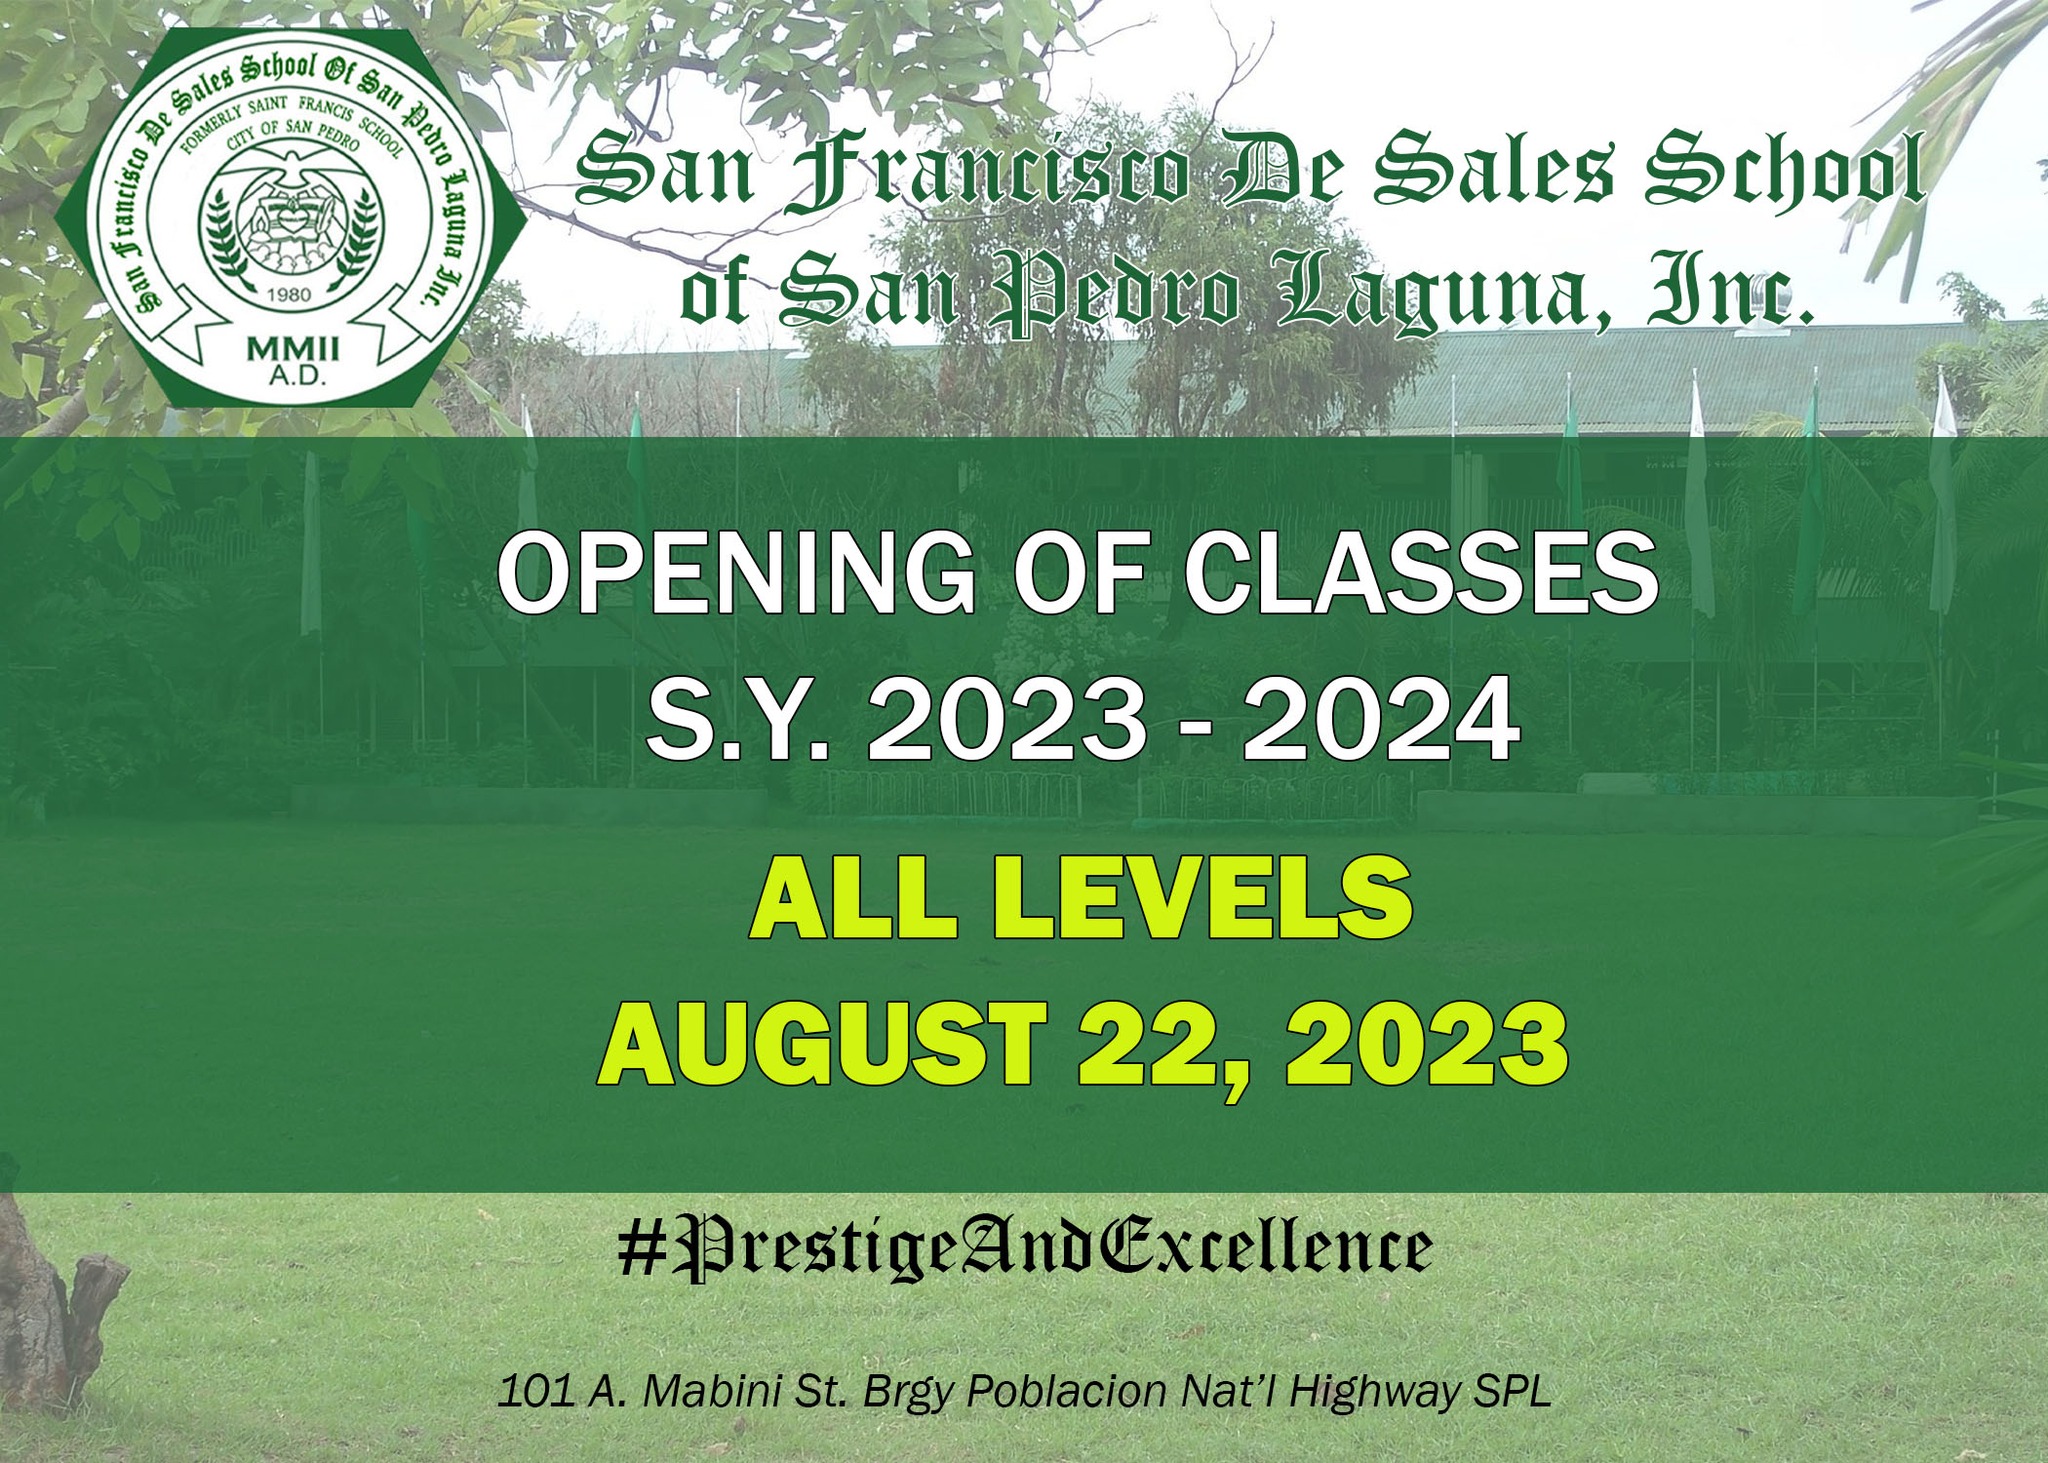 San Francisco De Sales School Of San Pedro Laguna Inc.
FORMERLY SAINT FRANCIS SCHOOL
CITY OF SAN PEDRO
1980
MMII
A.D.
San Francisco De Sales School
of San Pedro Laguna, Inc.
OPENING OF CLASSES
S.Y. 2023 - 2024
ALL LEVELS
AUGUST 22, 2023
#PrestigeAndExcellence
101 A. Mabini St. Brgy Poblacion Nat'l Highway SPL